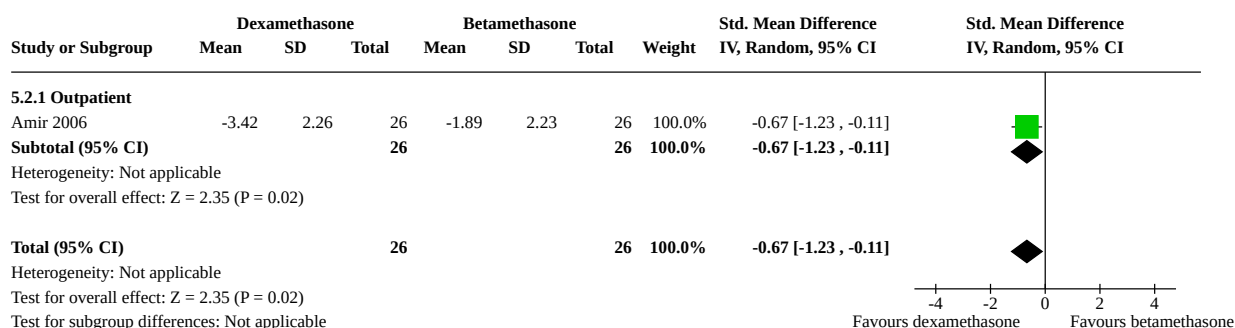 Dexamethasone Betamethasone Std. Mean Difference Std. Mean Difference
Study or Subgroup Mean SD Total Mean SD Total Weight IV, Random, 95% CI IV, Random, 95% CI
5.2.1 Outpatient
Amir 2006 -3.42 2.26 26 -1.89 2.23 26 100.0% -0.67 [-1.23 , -0.11]
Subtotal (95% CI) 26 26 100.0% -0.67 [-1.23 , -0.11]
Heterogeneity: Not applicable
Test for overall effect: Z = 2.35 (P = 0.02)
Total (95% CI) 26 26 100.0% -0.67 [-1.23 , -0.11]
Heterogeneity: Not applicable
Test for overall effect: Z = 2.35 (P = 0.02) -4 -2 0 2 4
Test for subgroup differences: Not applicable Favours dexamethasone Favours betamethasone